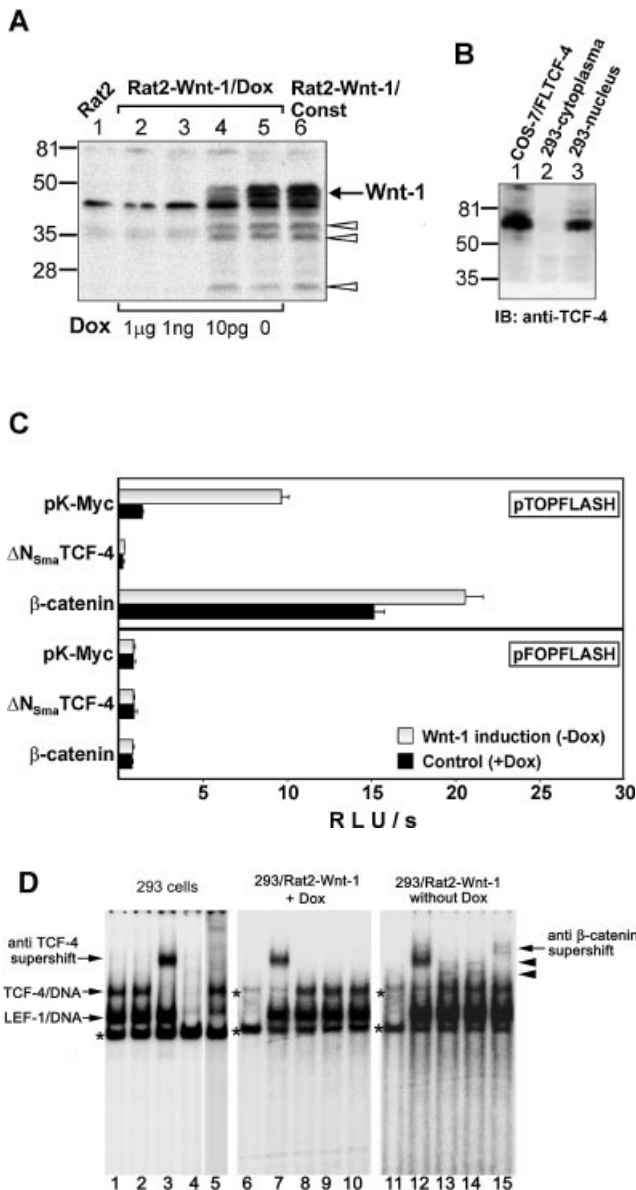 A
Rat2
Rat2-Wnt-1/Dox
Rat2-Wnt-1/
Const
1 2 3 4 5 6
81
50
Wnt-1
35
28
Dox 1μg 1ng 10pg 0
B
COS-7/FLTCF-4
293-cytoplasma
293-nucleus
1 2 3
81
50
35
IB: anti-TCF-4
C
pTOPFLASH
pK-Myc
ΔNSmaTCF-4
β-catenin
pFOPFLASH
pK-Myc
ΔNSmaTCF-4
β-catenin
Wnt-1 induction (-Dox)
Control (+Dox)
5 10 15 20 25 30
R L U / s
D
293 cells
293/Rat2-Wnt-1
+ Dox
293/Rat2-Wnt-1
without Dox
anti TCF-4
supershift
anti β-catenin
supershift
TCF-4/DNA
*
*
LEF-1/DNA
*
*
*
1 2 3 4 5 6 7 8 9 10 11 12 13 14 15